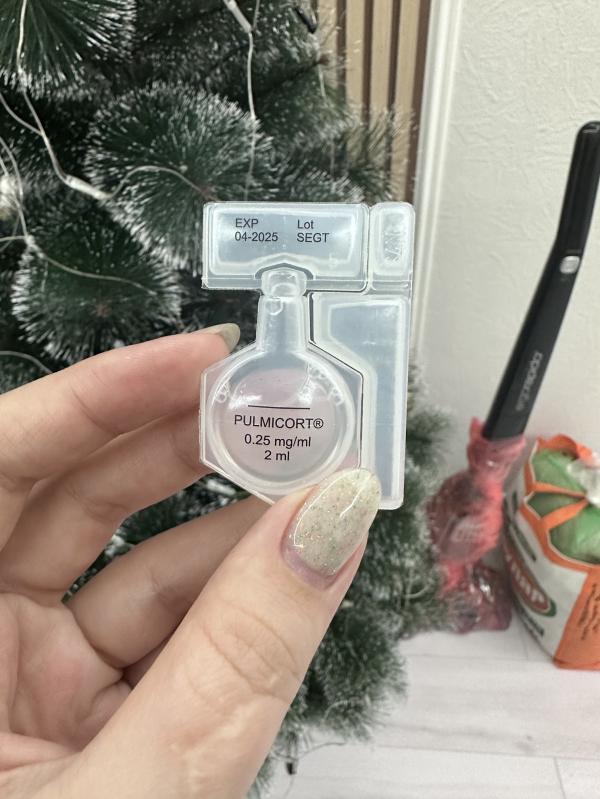 EXP Lot
04-2025 SEGT
PULMICORT®
0.25 mg/ml
2 ml